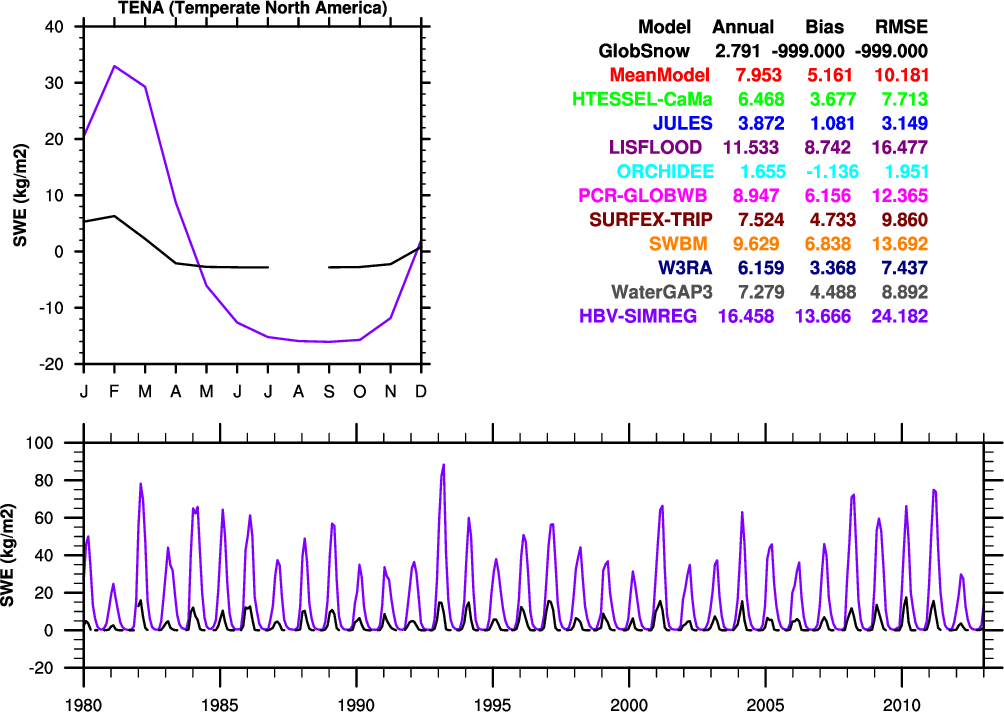 TENA (Temperate North America)
40
30
20
10
0
-10
-20
SWE (kg/m2)
J F M A M J J A S O N D
Model Annual Bias RMSE
GlobSnow 2.791 -999.000 -999.000
MeanModel 7.953 5.161 10.181
HTESSEL-CaMa 6.468 3.677 7.713
JULES 3.872 1.081 3.149
LISFLOOD 11.533 8.742 16.477
ORCHIDEE 1.655 -1.136 1.951
PCR-GLOBWB 8.947 6.156 12.365
SURFEX-TRIP 7.524 4.733 9.860
SWBM 9.629 6.838 13.692
W3RA 6.159 3.368 7.437
WaterGAP3 7.279 4.488 8.892
HBV-SIMREG 16.458 13.666 24.182
100
80
60
40
20
0
-20
SWE (kg/m2)
1980 1985 1990 1995 2000 2005 2010